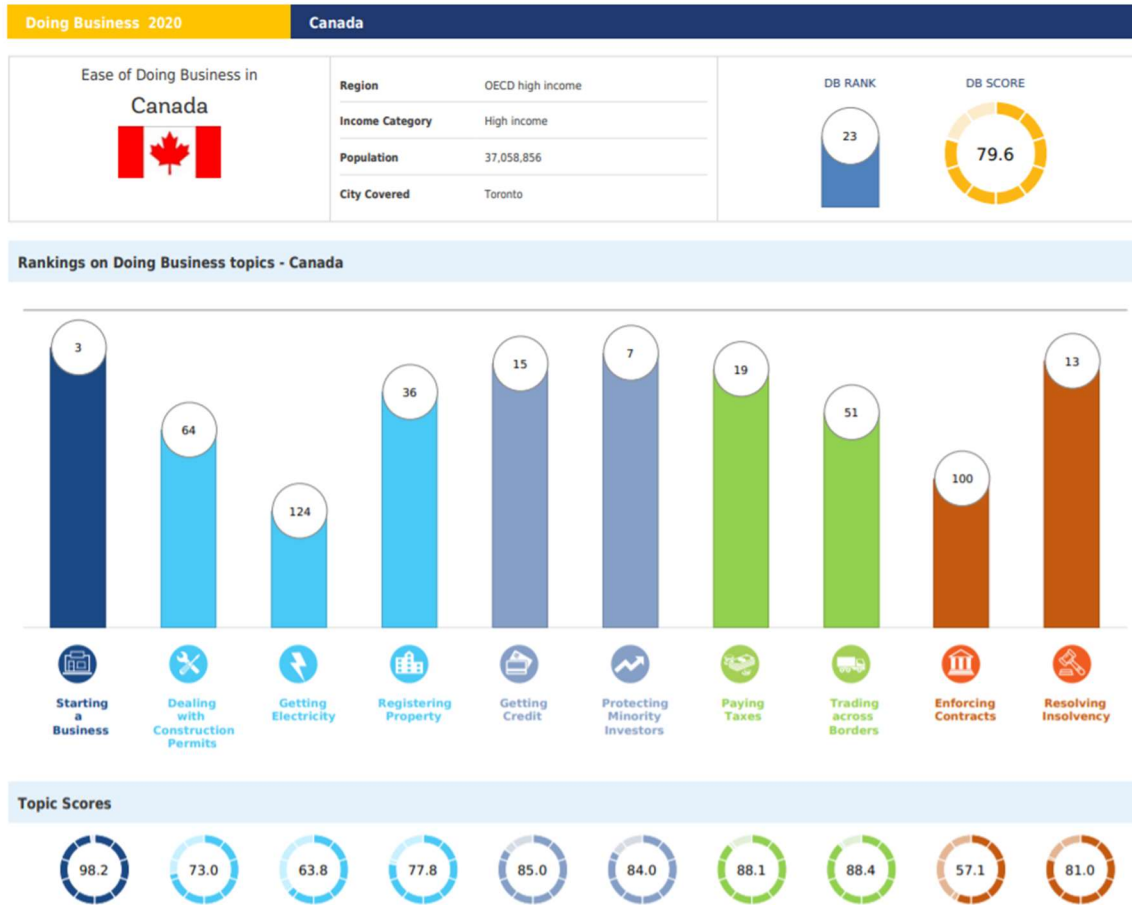 Doing Business 2020
Canada
Ease of Doing Business in
Canada
Region OECD high income
Income Category High income
Population 37,058,856
City Covered Toronto
DB RANK
DB SCORE
23
79.6
Rankings on Doing Business topics - Canada
3
64
124
36
15
7
19
51
100
13
Starting
a
Business
Dealing
with
Construction
Permits
Getting
Electricity
Registering
Property
Getting
Credit
Protecting
Minority
Investors
Paying
Taxes
Trading
across
Borders
Enforcing
Contracts
Resolving
Insolvency
Topic Scores
98.2
73.0
63.8
77.8
85.0
84.0
88.1
88.4
57.1
81.0